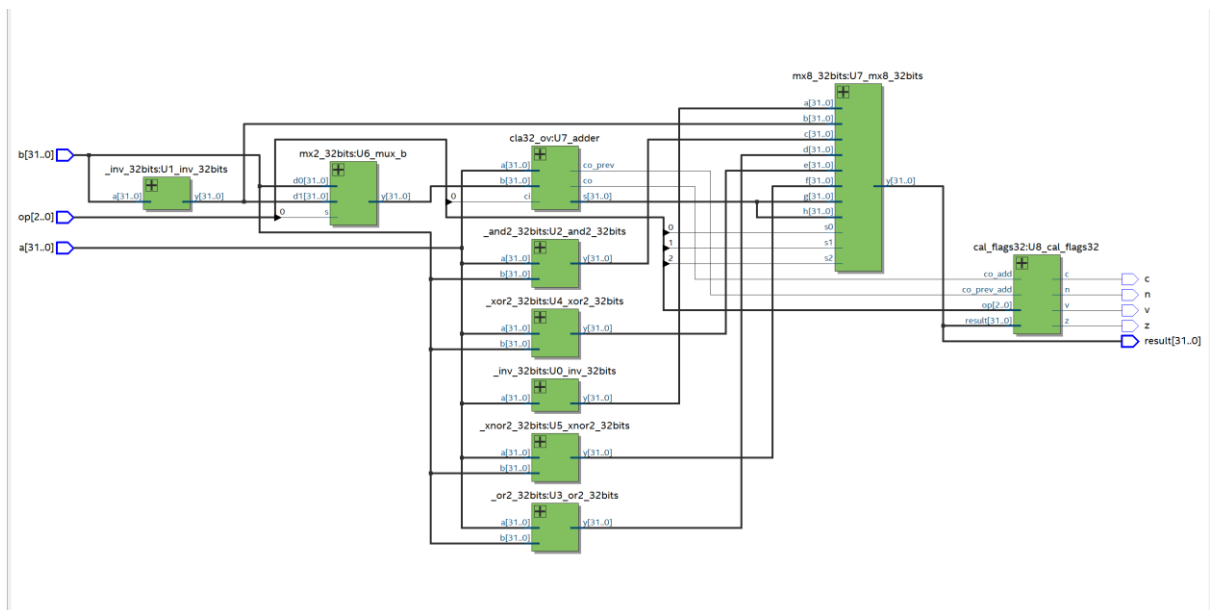 mx8_32bits:U7_mx8_32bits
a[31..0]
b[31..0]
c[31..0]
d[31..0]
e[31..0]
f[31..0]
g[31..0]
h[31..0]
s0
s1
s2
y[31..0]
0
1
2
cla32_ov:U7_adder
a[31..0]
b[31..0]
ci
co_prev
co
s[31..0]
0
mx2_32bits:U6_mux_b
d0[31..0]
d1[31..0]
s
y[31..0]
0
_inv_32bits:U1_inv_32bits
a[31..0]
y[31..0]
b[31..0]
op[2..0]
a[31..0]
_and2_32bits:U2_and2_32bits
a[31..0]
b[31..0]
y[31..0]
_xor2_32bits:U4_xor2_32bits
a[31..0]
b[31..0]
y[31..0]
_inv_32bits:U0_inv_32bits
a[31..0]
y[31..0]
_xnor2_32bits:U5_xnor2_32bits
a[31..0]
b[31..0]
y[31..0]
_or2_32bits:U3_or2_32bits
a[31..0]
b[31..0]
y[31..0]
cal_flags32:U8_cal_flags32
co_add
co_prev_add
op[2..0]
result[31..0]
c
n
v
z
c
n
v
z
result[31..0]